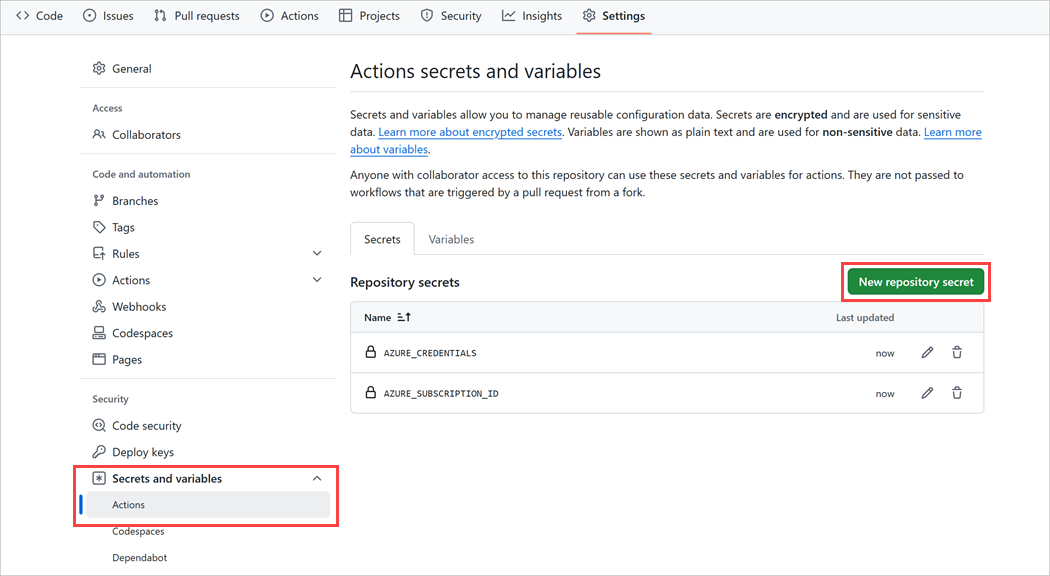 Code Issues Pull requests Actions Projects Security Insights Settings
General
Access
Collaborators
Code and automation
Branches
Tags
Rules
Actions
Webhooks
Codespaces
Pages
Security
Code security
Deploy keys
Secrets and variables
Actions
Codespaces
Dependabot
Actions secrets and variables
Secrets and variables allow you to manage reusable configuration data. Secrets are encrypted and are used for sensitive
data. Learn more about encrypted secrets. Variables are shown as plain text and are used for non-sensitive data. Learn more
about variables.
Anyone with collaborator access to this repository can use these secrets and variables for actions. They are not passed to
workflows that are triggered by a pull request from a fork.
Secrets Variables
Repository secrets New repository secret
Name Last updated
AZURE_CREDENTIALS now
AZURE_SUBSCRIPTION_ID now